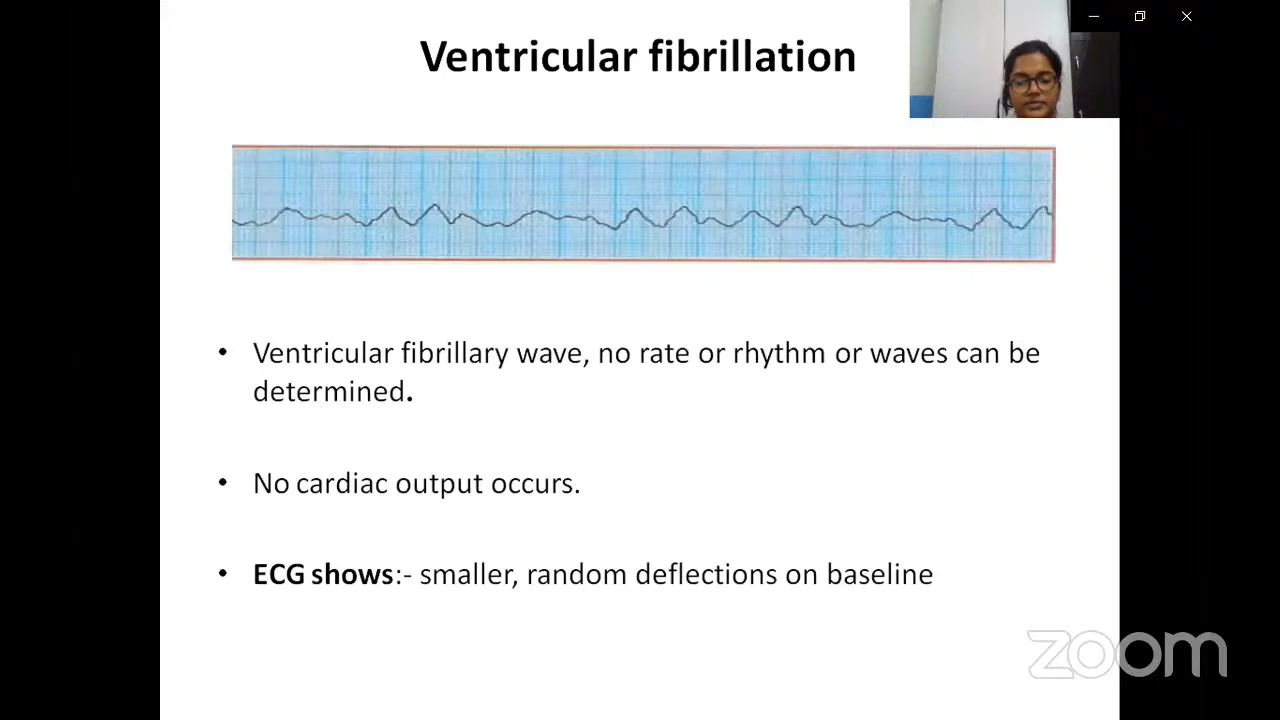 Ventricular fibrillation
• Ventricular fibrillary wave, no rate or rhythm or waves can be
determined.
• No cardiac output occurs.
• ECG shows:- smaller, random deflections on baseline
zoom